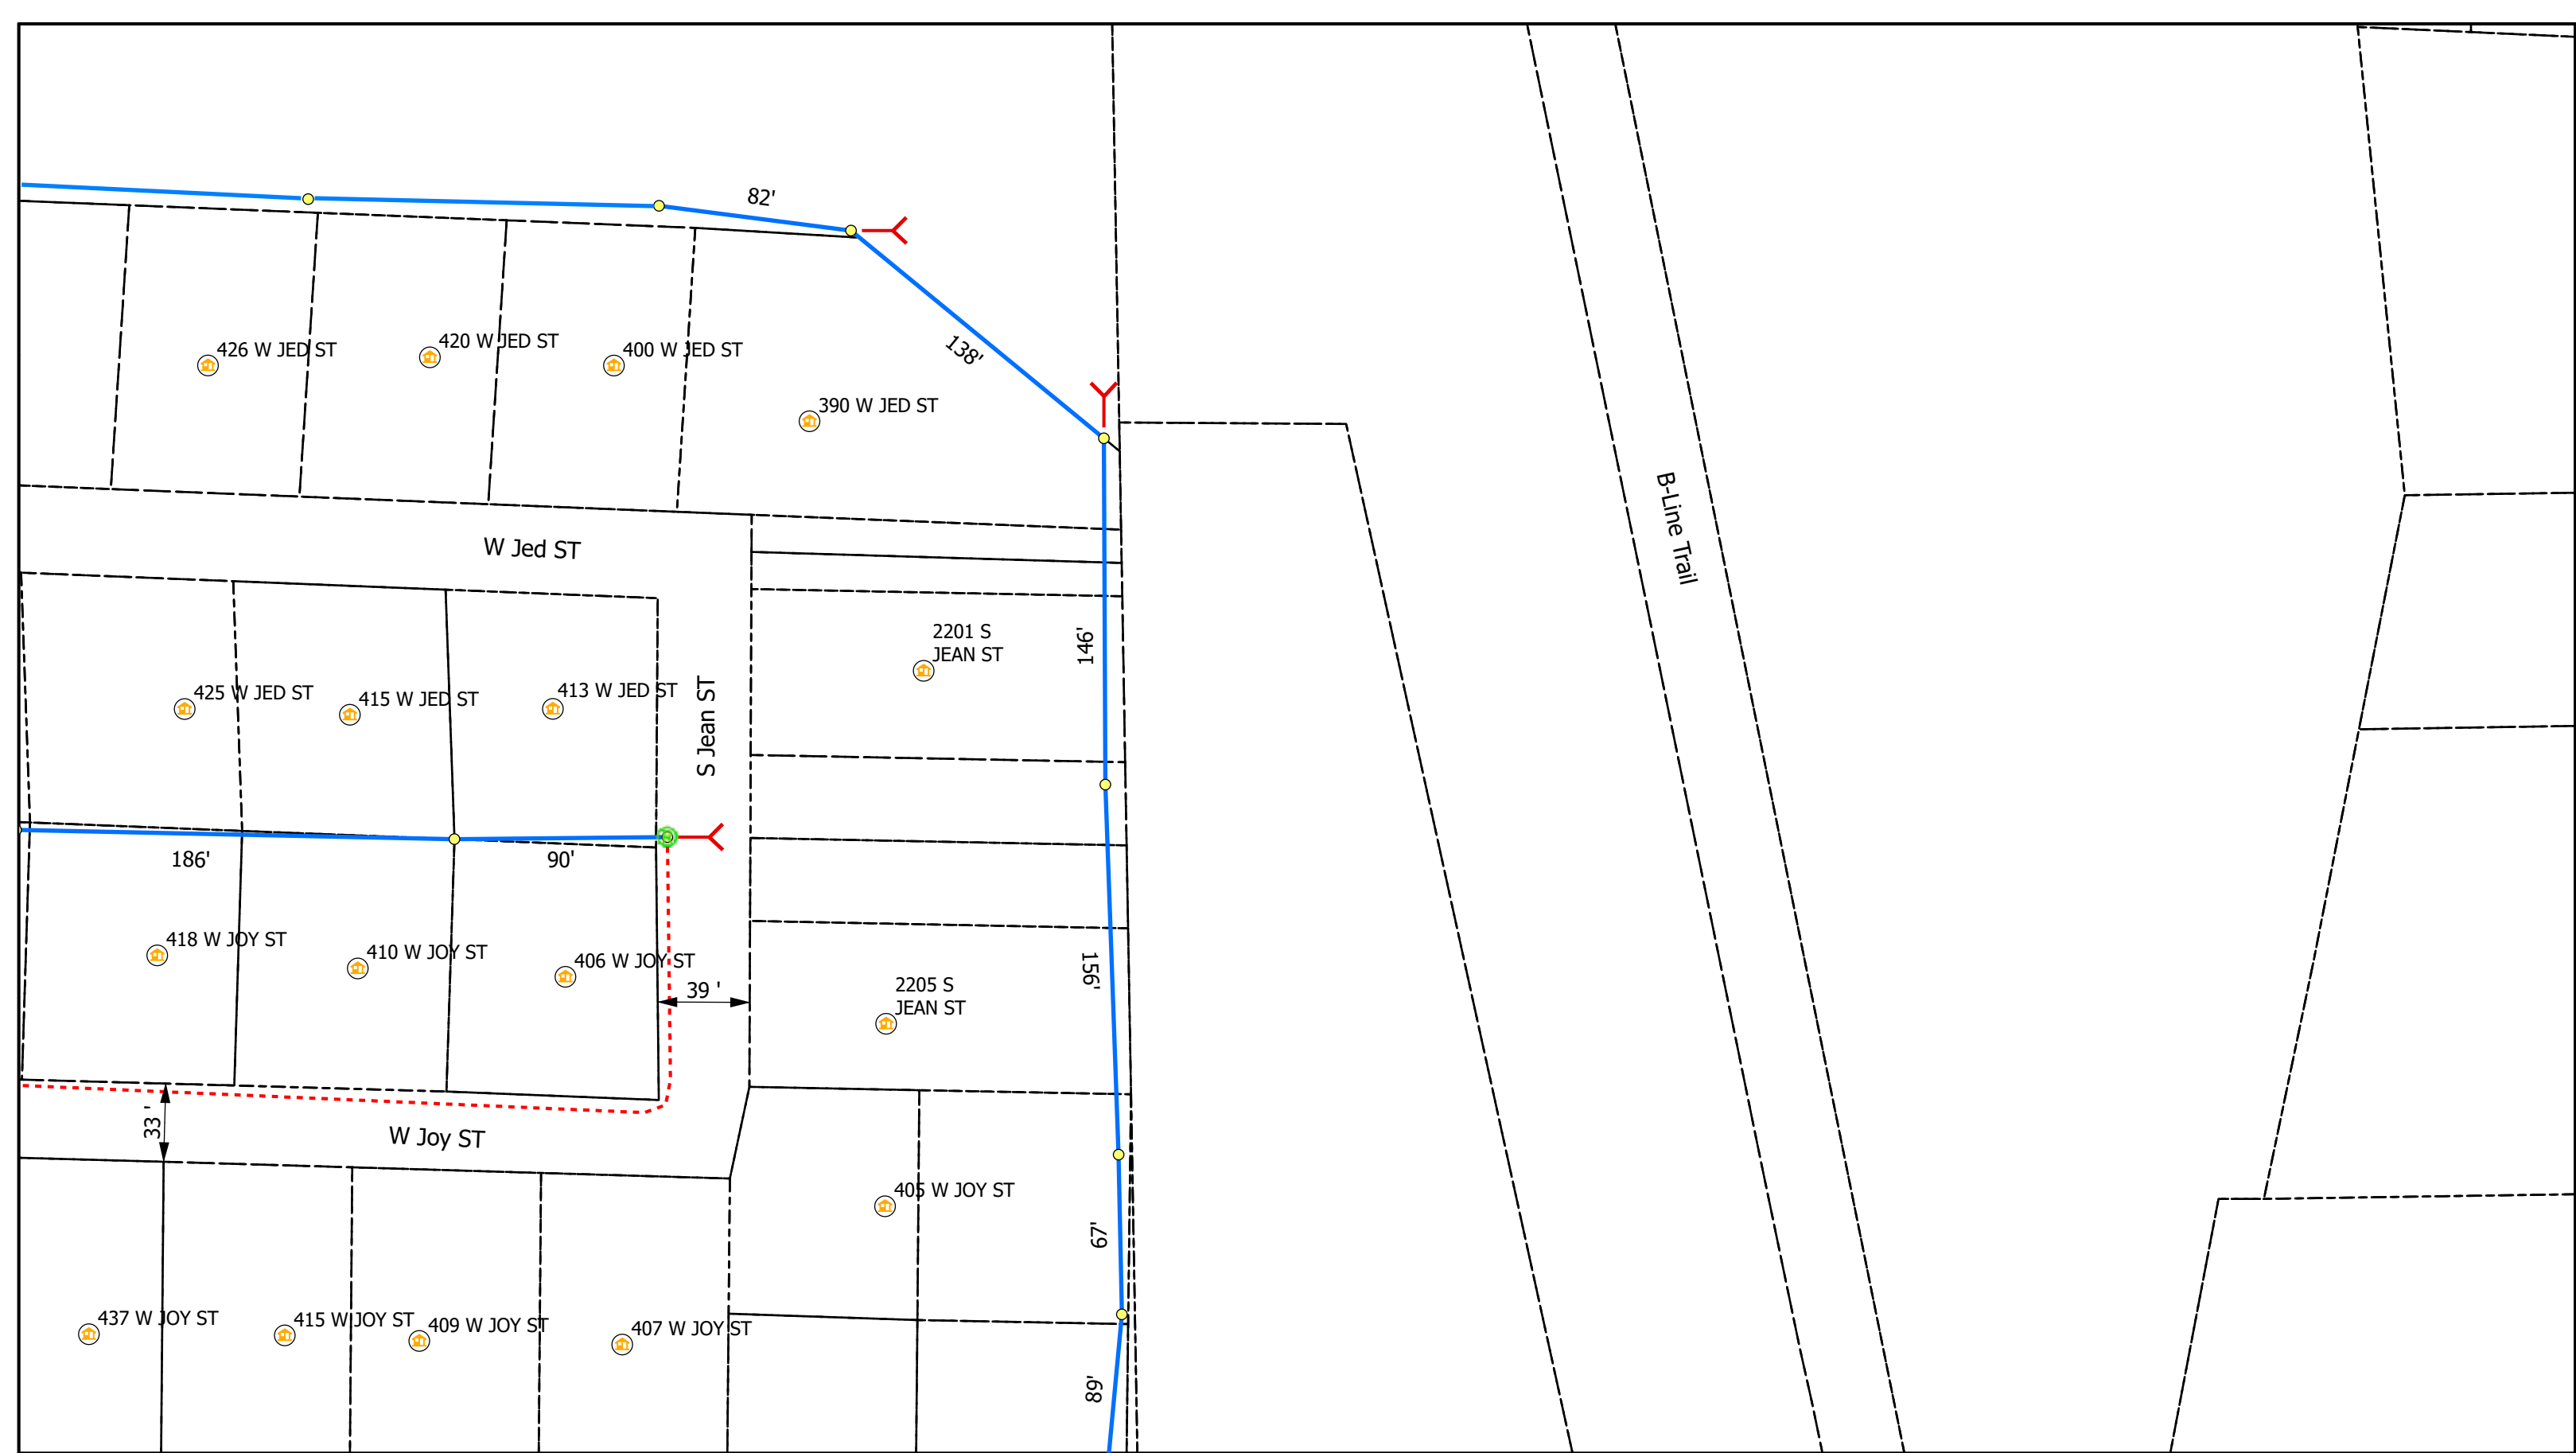 82'
138'
426 W JED ST
420 W JED ST
400 W JED ST
390 W JED ST
W Jed ST
B-Line Trail
2201 S
JEAN ST
146'
425 W JED ST
415 W JED ST
413 W JED ST
S Jean ST
186'
90'
418 W JOY ST
410 W JOY ST
406 W JOY ST
39 '
2205 S
JEAN ST
156'
33 '
W Joy ST
405 W JOY ST
67'
437 W JOY ST
415 W JOY ST
409 W JOY ST
407 W JOY ST
89'